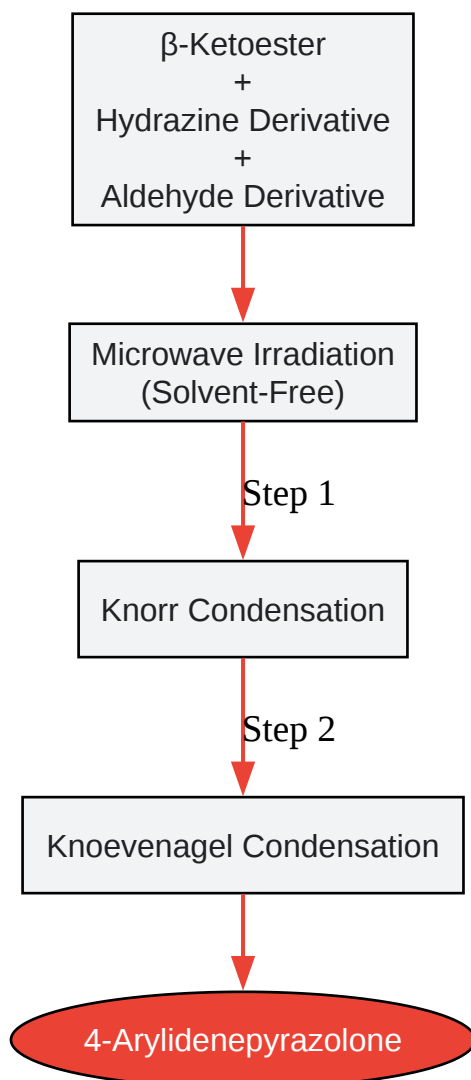 β-Ketoester
+
Hydrazine Derivative
+
Aldehyde Derivative
Microwave Irradiation
(Solvent-Free)
Step 1
Knorr Condensation
Step 2
Knoevenagel Condensation
4-Arylidenepyrazolone